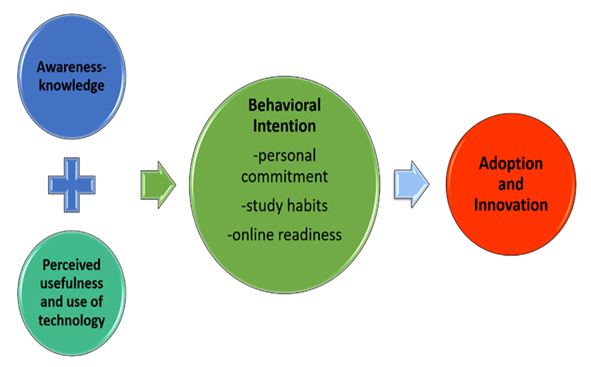 Awareness-
knowledge
Perceived
usefulness
and use of
technology
Behavioral
Intention
-personal
commitment
-study habits
-online readiness
Adoption
and
Innovation